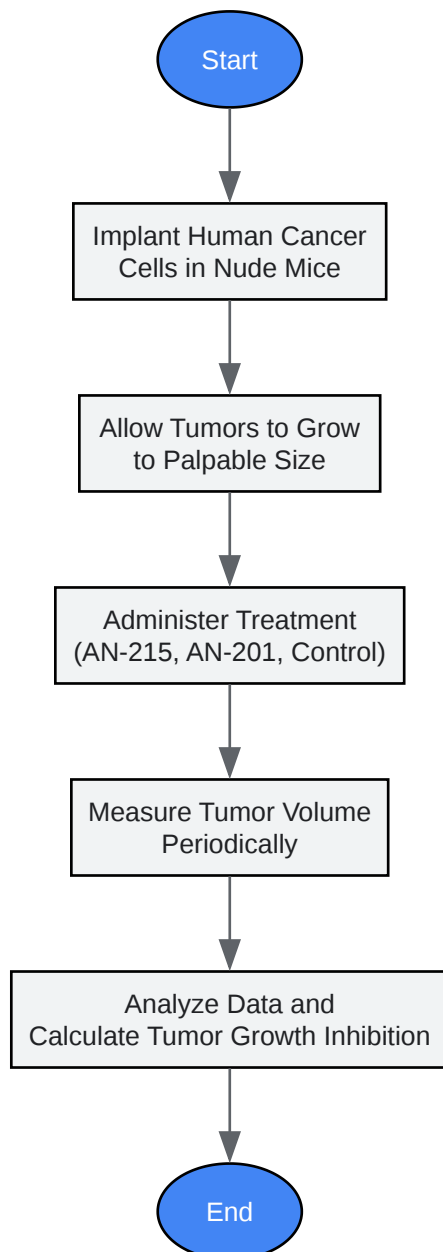 Start
Implant Human Cancer
Cells in Nude Mice
Allow Tumors to Grow
to Palpable Size
Administer Treatment
(AN-215, AN-201, Control)
Measure Tumor Volume
Periodically
Analyze Data and
Calculate Tumor Growth Inhibition
End